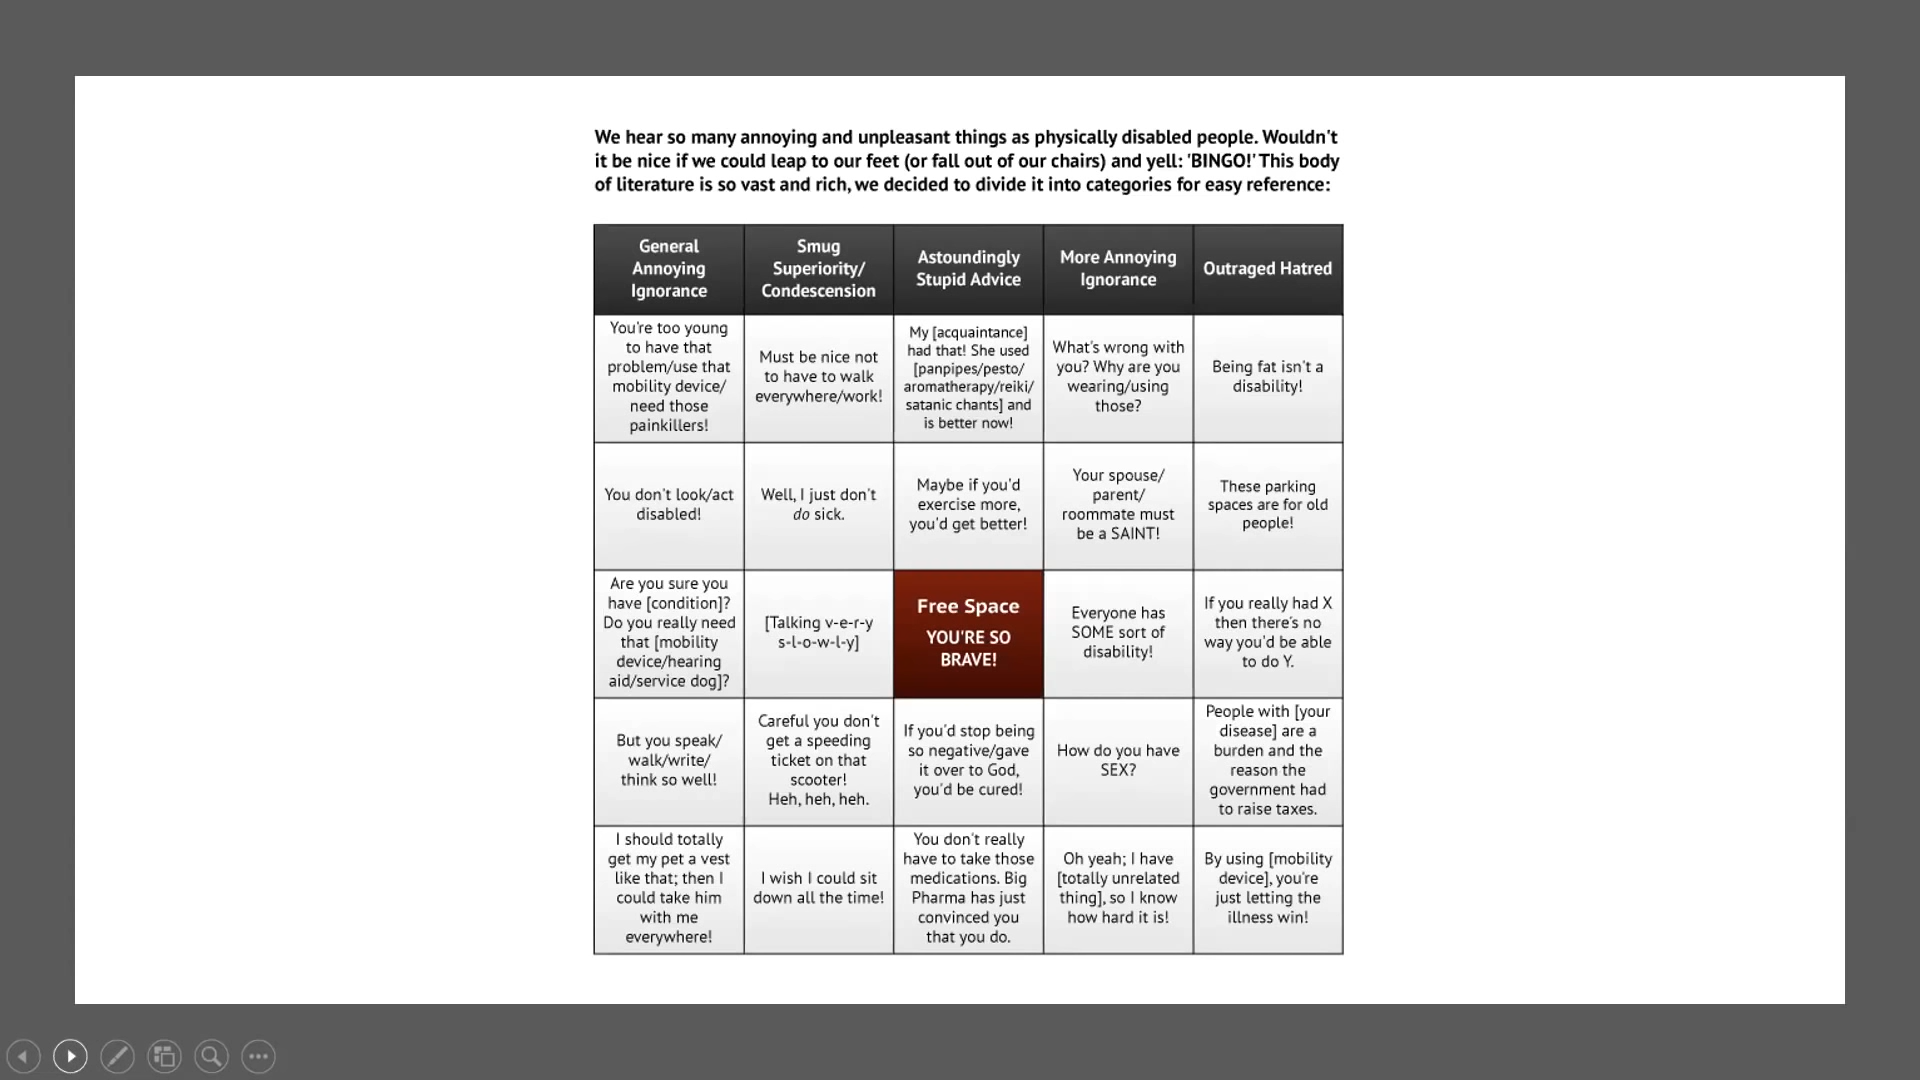 We hear so many annoying and unpleasant things as physically disabled people. Wouldn't
it be nice if we could leap to our feet (or fall out of our chairs) and yell: 'BINGO!' This body
of literature is so vast and rich, we decided to divide it into categories for easy reference:
General
Annoying
Ignorance
Smug
Superiority/
Condescension
Astoundingly
Stupid Advice
More Annoying
Ignorance
Outraged Hatred
You're too young
to have that
problem/use that
mobility device/
need those
painkillers!
Must be nice not
to have to walk
everywhere/work!
My [acquaintance]
had that! She used
[panpipes/pesto/
aromatherapy/reiki/
satanic chants] and
is better now!
What's wrong with
you? Why are you
wearing/using
those?
Being fat isn't a
disability!
You don't look/act
disabled!
Well, I just don't
do sick.
Maybe if you'd
exercise more,
you'd get better!
Your spouse/
parent/
roommate must
be a SAINT!
These parking
spaces are for old
people!
Are you sure you
have [condition]?
Do you really need
that [mobility
device/hearing
aid/service dog]?
[Talking v-e-r-y
s-l-o-w-l-y]
Free Space
YOU'RE SO
BRAVE!
Everyone has
SOME sort of
disability!
If you really had X
then there's no
way you'd be able
to do Y.
But you speak/
walk/write/
think so well!
Careful you don't
get a speeding
ticket on that
scooter!
Heh, heh, heh.
If you'd stop being
so negative/gave
it over to God,
you'd be cured!
How do you have
SEX?
People with [your
disease] are a
burden and the
reason the
government had
to raise taxes.
I should totally
get my pet a vest
like that; then I
could take him
with me
everywhere!
I wish I could sit
down all the time!
You don't really
have to take those
medications. Big
Pharma has just
convinced you
that you do.
Oh yeah; I have
[totally unrelated
thing], so I know
how hard it is!
By using [mobility
device], you're
just letting the
illness win!